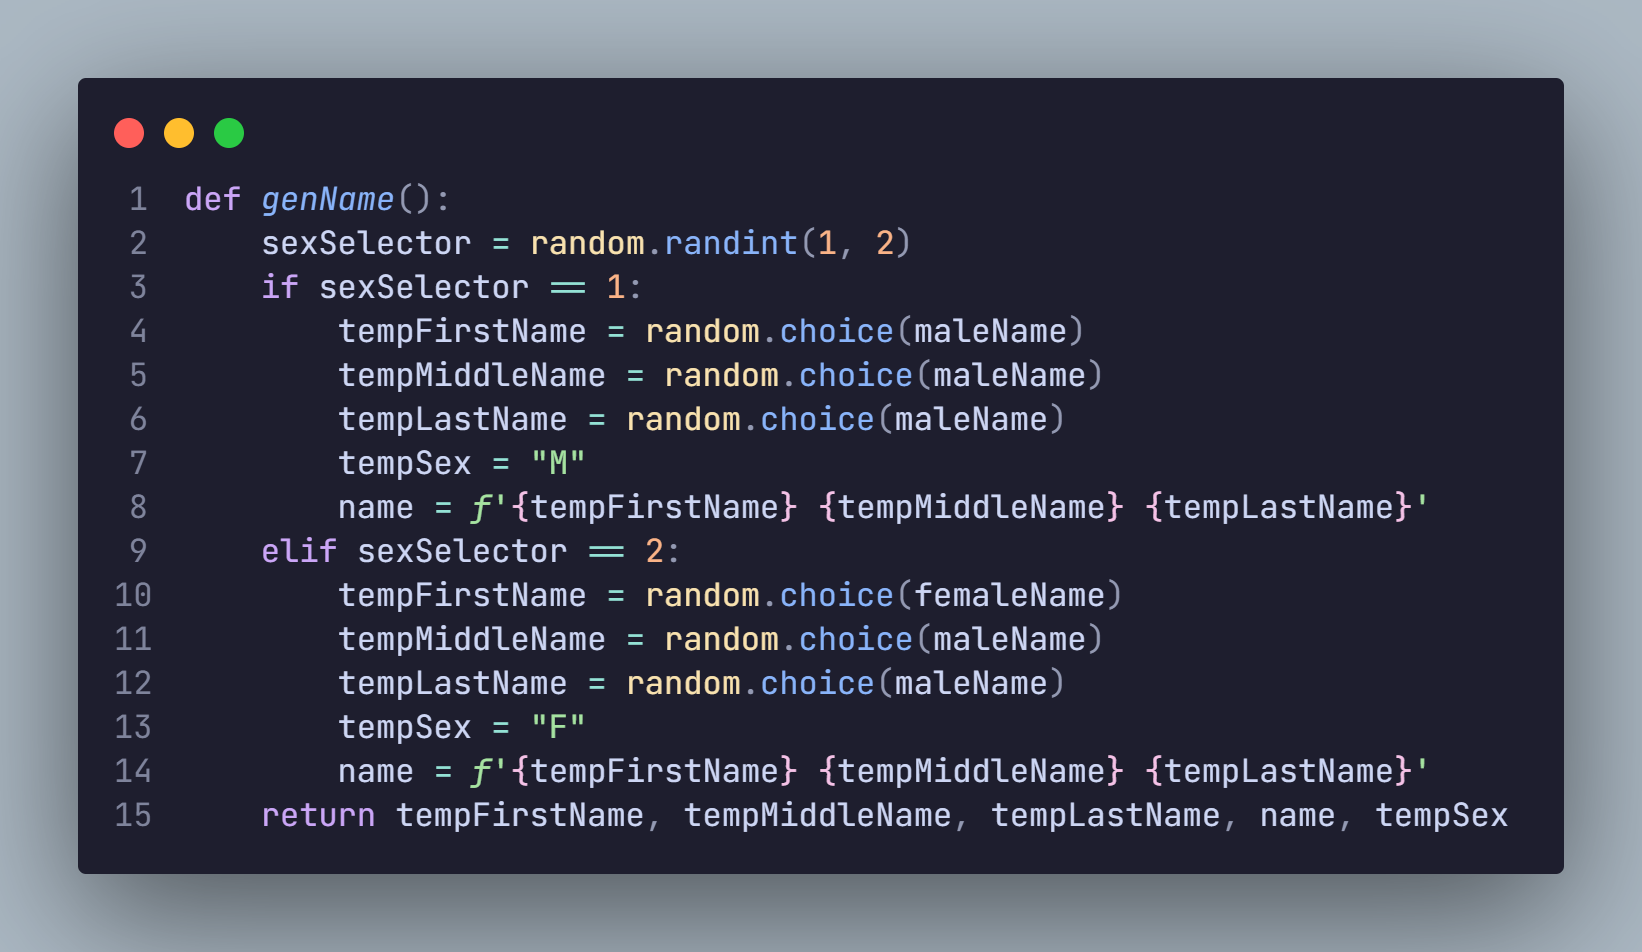 1 def genName():
2     sexSelector = random.randint(1, 2)
3     if sexSelector == 1:
4         tempFirstName = random.choice(maleName)
5         tempMiddleName = random.choice(maleName)
6         tempLastName = random.choice(maleName)
7         tempSex = "M"
8         name = f'{tempFirstName} {tempMiddleName} {tempLastName}'
9     elif sexSelector == 2:
10         tempFirstName = random.choice(femaleName)
11         tempMiddleName = random.choice(maleName)
12         tempLastName = random.choice(maleName)
13         tempSex = "F"
14         name = f'{tempFirstName} {tempMiddleName} {tempLastName}'
15     return tempFirstName, tempMiddleName, tempLastName, name, tempSex